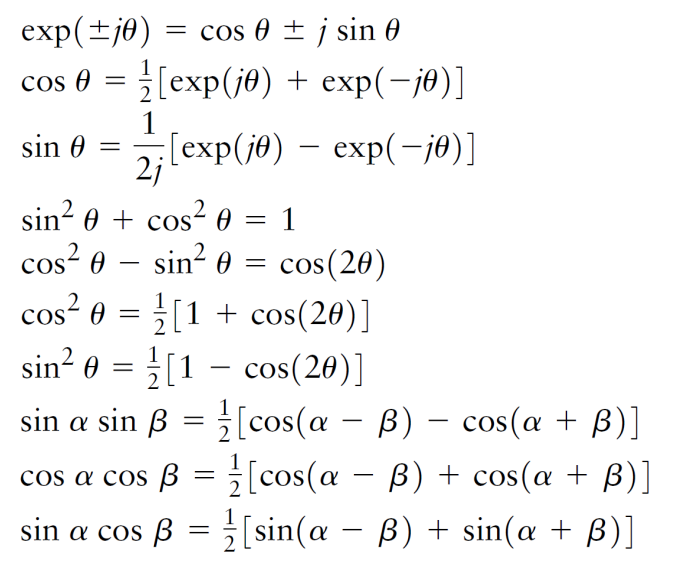 exp(±jθ) = cos θ ± j sin θ
cos θ = ½[exp(jθ) + exp(−jθ)]
sin θ = 1/2j [exp(jθ) − exp(−jθ)]
sin² θ + cos² θ = 1
cos² θ − sin² θ = cos(2θ)
cos² θ = ½[1 + cos(2θ)]
sin² θ = ½[1 − cos(2θ)]
sin α sin β = ½[cos(α − β) − cos(α + β)]
cos α cos β = ½[cos(α − β) + cos(α + β)]
sin α cos β = ½[sin(α − β) + sin(α + β)]